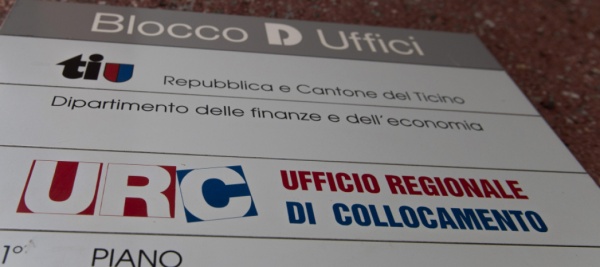 Blocco D Uffici
ti Repubblica e Cantone del Ticino
Dipartimento delle finanze e dell'economia
URC UFFICIO REGIONALE
DI COLLOCAMENTO
1° PIANO